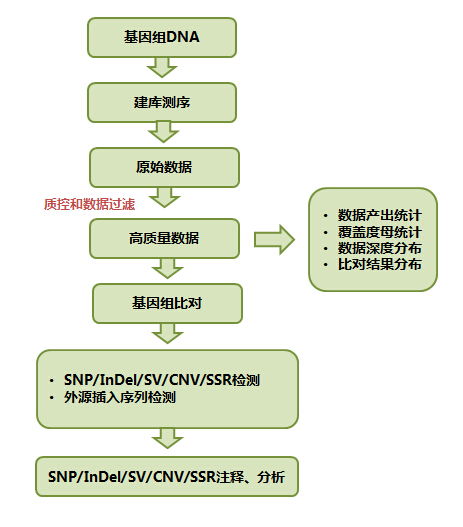 基因组DNA
建库测序
原始数据
质控和数据过滤
高质量数据
• 数据产出统计
• 覆盖度母统计
• 数据深度分布
• 比对结果分布
基因组比对
• SNP/InDel/SV/CNV/SSR检测
• 外源插入序列检测
SNP/InDel/SV/CNV/SSR注释、分析